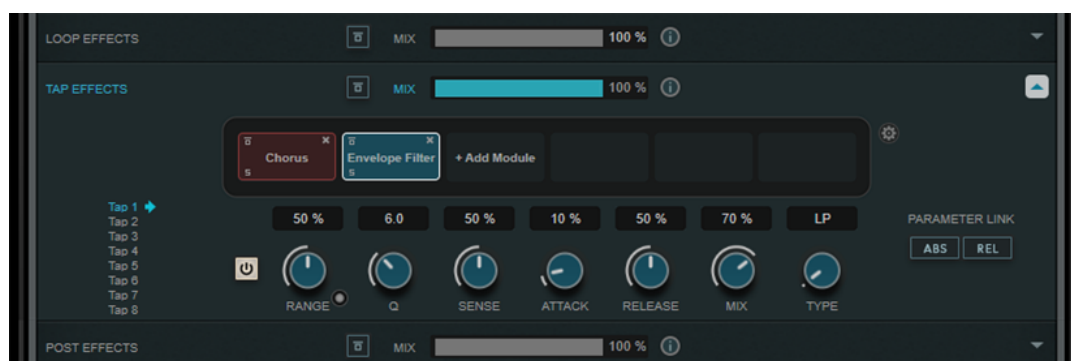 LOOP EFFECTS MIX 100 %
TAP EFFECTS MIX 100 %
Chorus S
Envelope Filter S
+ Add Module
Tap 1
Tap 2
Tap 3
Tap 4
Tap 5
Tap 6
Tap 7
Tap 8
50 % 6.0 50 % 10 % 50 % 70 % LP
RANGE Q SENSE ATTACK RELEASE MIX TYPE
PARAMETER LINK
ABS REL
POST EFFECTS MIX 100 %